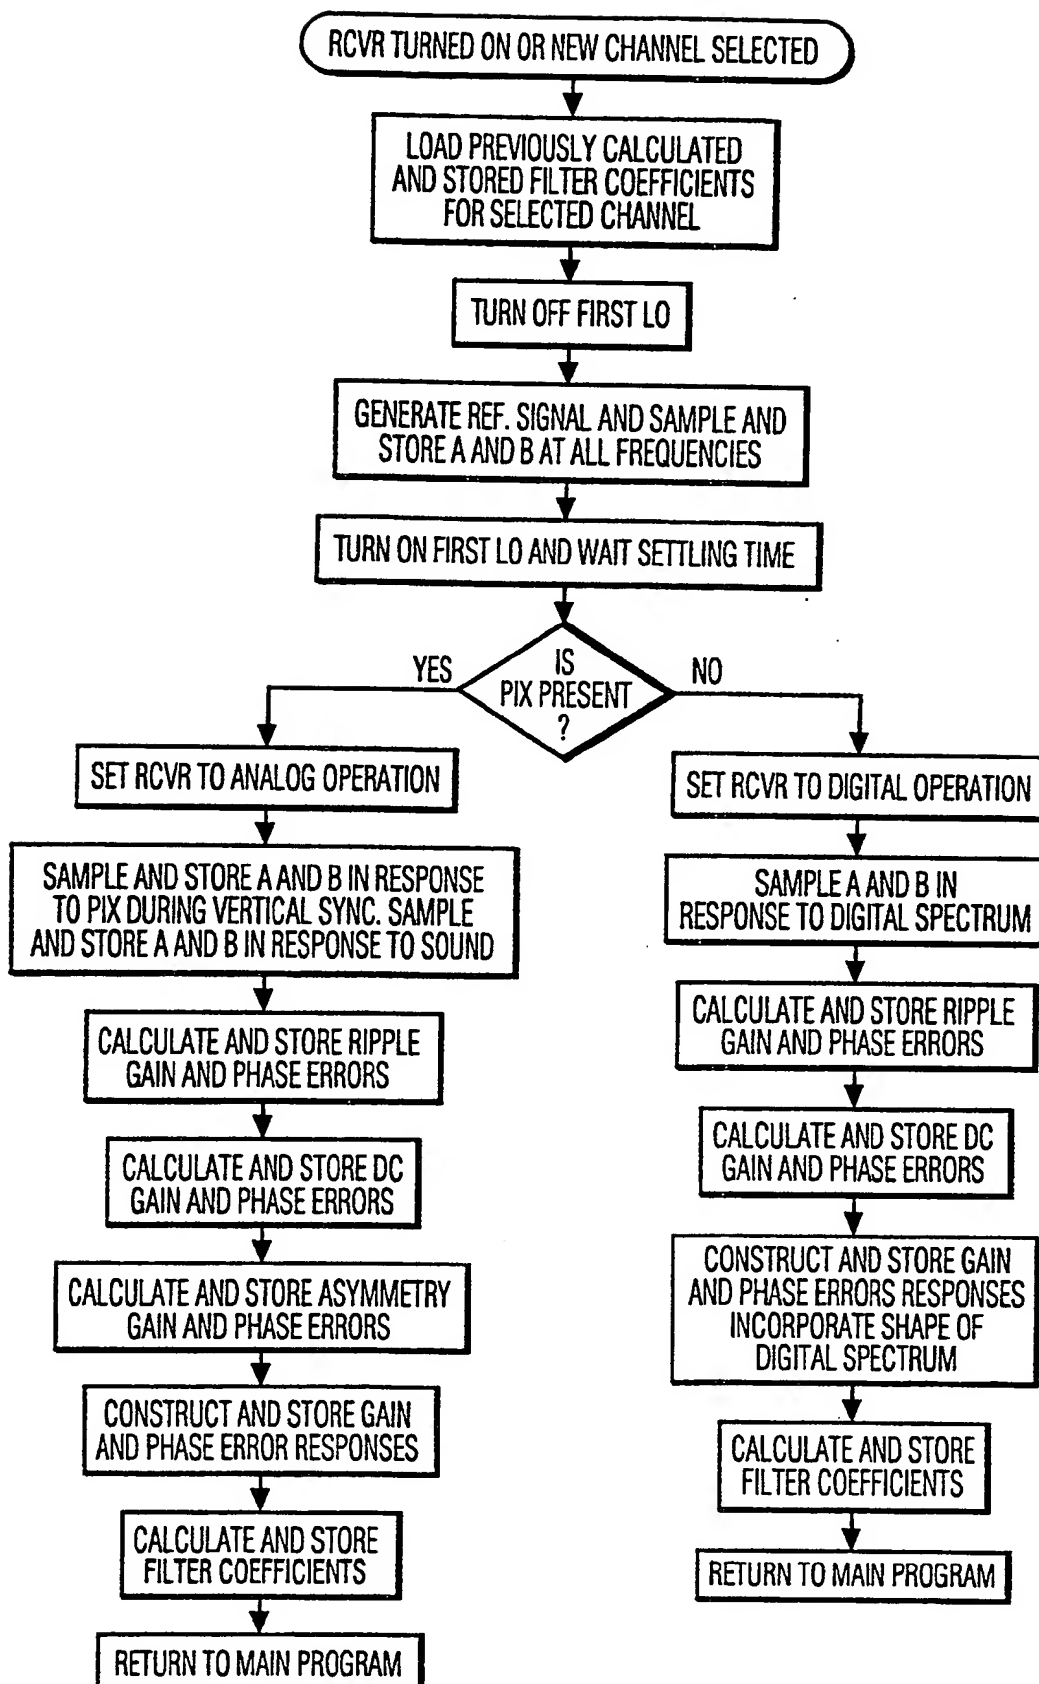 RCVR TURNED ON OR NEW CHANNEL SELECTED
LOAD PREVIOUSLY CALCULATED
AND STORED FILTER COEFFICIENTS
FOR SELECTED CHANNEL
TURN OFF FIRST LO
GENERATE REF. SIGNAL AND SAMPLE AND
STORE A AND B AT ALL FREQUENCIES
TURN ON FIRST LO AND WAIT SETTLING TIME
IS
PIX PRESENT
?
YES
NO
SET RCVR TO ANALOG OPERATION
SAMPLE AND STORE A AND B IN RESPONSE
TO PIX DURING VERTICAL SYNC. SAMPLE
AND STORE A AND B IN RESPONSE TO SOUND
CALCULATE AND STORE RIPPLE
GAIN AND PHASE ERRORS
CALCULATE AND STORE DC
GAIN AND PHASE ERRORS
CALCULATE AND STORE ASYMMETRY
GAIN AND PHASE ERRORS
CONSTRUCT AND STORE GAIN
AND PHASE ERROR RESPONSES
CALCULATE AND STORE
FILTER COEFFICIENTS
RETURN TO MAIN PROGRAM
SET RCVR TO DIGITAL OPERATION
SAMPLE A AND B IN
RESPONSE TO DIGITAL SPECTRUM
CALCULATE AND STORE RIPPLE
GAIN AND PHASE ERRORS
CALCULATE AND STORE DC
GAIN AND PHASE ERRORS
CONSTRUCT AND STORE GAIN
AND PHASE ERRORS RESPONSES
INCORPORATE SHAPE OF
DIGITAL SPECTRUM
CALCULATE AND STORE
FILTER COEFFICIENTS
RETURN TO MAIN PROGRAM